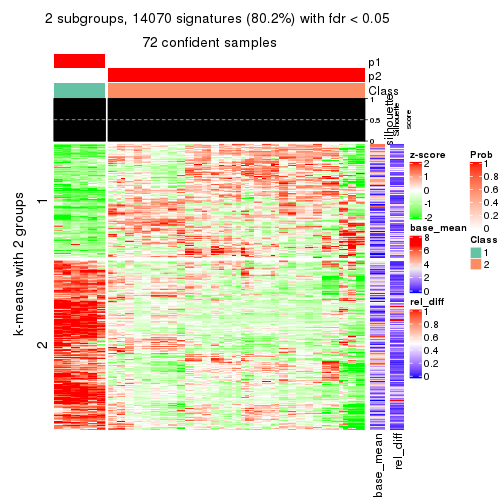 2 subgroups, 14070 signatures (80.2%) with fdr < 0.05
72 confident samples
p1
p2
Class
silhouette
Silhouette
score
1
0.5
0
k-means with 2 groups
1
2
z-score
2
1
0
-1
-2
base_mean
8
6
4
2
0
rel_diff
1
0.8
0.6
0.4
0.2
0
Prob
1
0.8
0.6
0.4
0.2
0
Class
1
2
base_mean
rel_diff